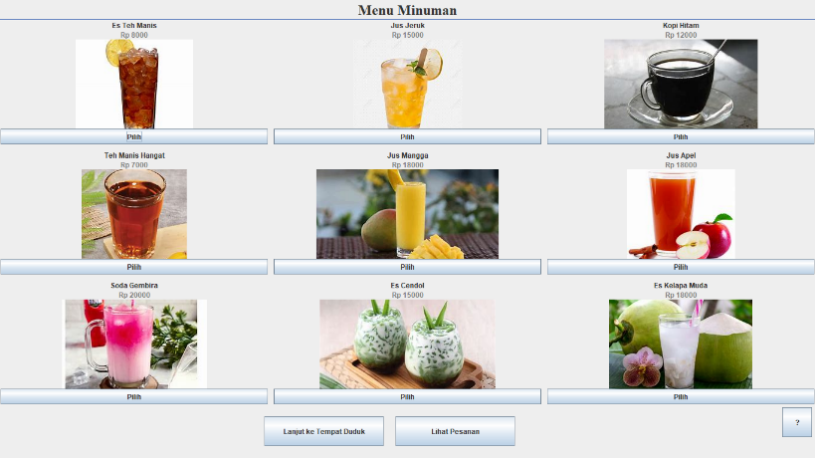 Menu Minuman
Es Teh Manis
Rp 8000
Pilih
Jus Jeruk
Rp 15000
Pilih
Kopi Hitam
Rp 12000
Pilih
Teh Manis Hangat
Rp 7000
Pilih
Jus Mangga
Rp 18000
Pilih
Jus Apel
Rp 18000
Pilih
Soda Gembira
Rp 20000
Pilih
Es Cendol
Rp 15000
Pilih
Es Kelapa Muda
Rp 18000
Pilih
Lanjut ke Tempat Duduk
Lihat Pesanan
?